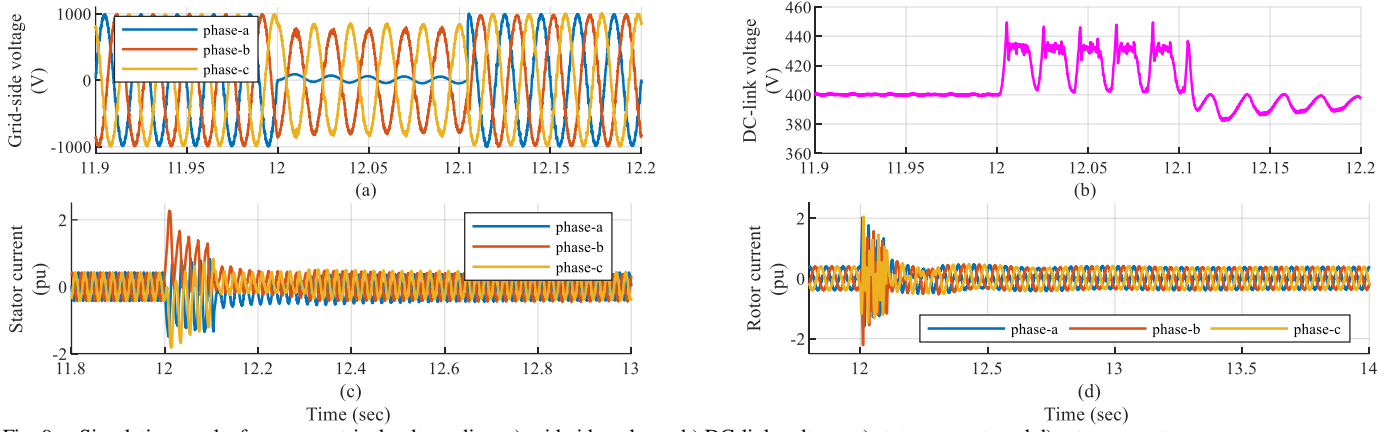 Grid-side voltage
(V)
1000
0
-1000
phase-a
phase-b
phase-c
11.9
11.95
12
12.05
12.1
12.15
12.2
(a)
DC-link voltage
(V)
460
440
420
400
380
360
11.9
11.95
12
12.05
12.1
12.15
12.2
(b)
Stator current
(pu)
2
0
-2
phase-a
phase-b
phase-c
11.8
12
12.2
12.4
12.6
12.8
13
(c)
Time (sec)
Rotor current
(pu)
2
0
-2
phase-a
phase-b
phase-c
12
12.5
13
13.5
14
(d)
Time (sec)